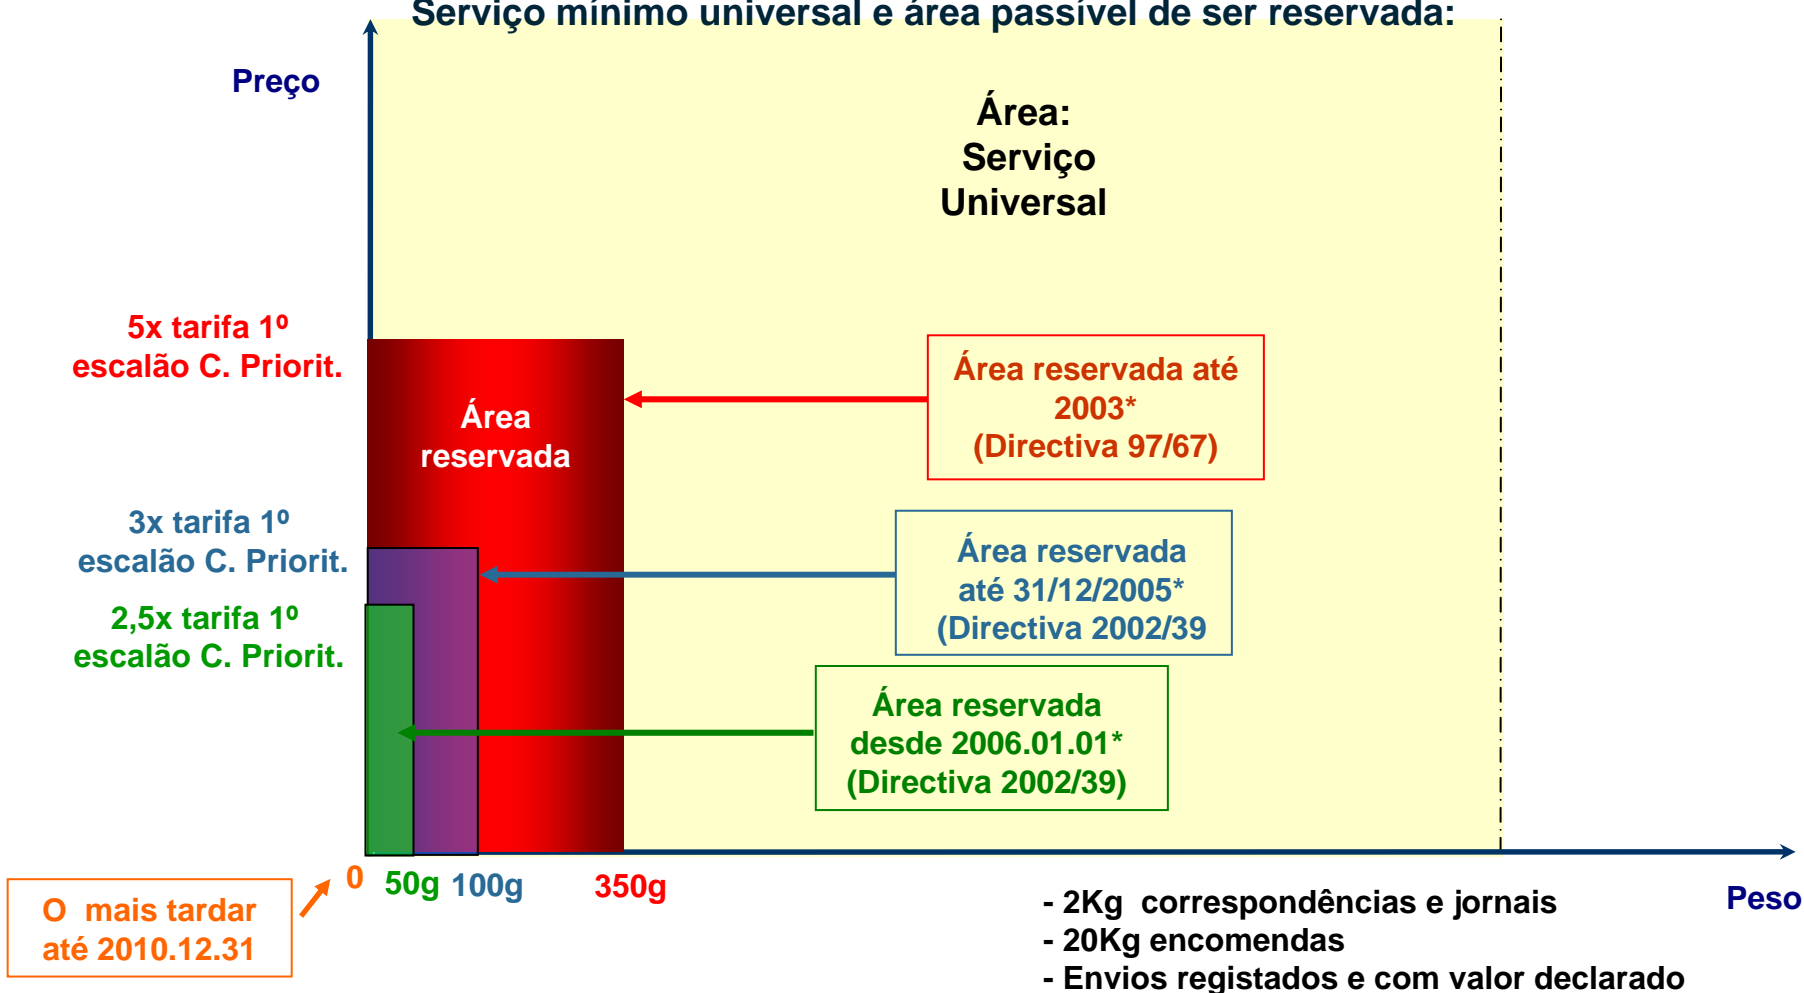 Serviço mínimo universal e área passível de ser reservada:
Preço
Área:
Serviço
Universal
5x tarifa 1º
escalão C. Priorit.
Área
reservada
Área reservada até
2003*
(Directiva 97/67)
3x tarifa 1º
escalão C. Priorit.
Área reservada
até 31/12/2005*
(Directiva 2002/39
2,5x tarifa 1º
escalão C. Priorit.
Área reservada
desde 2006.01.01*
(Directiva 2002/39)
0
50g
100g
350g
Peso
O mais tardar
até 2010.12.31
- 2Kg correspondências e jornais
- 20Kg encomendas
- Envios registados e com valor declarado